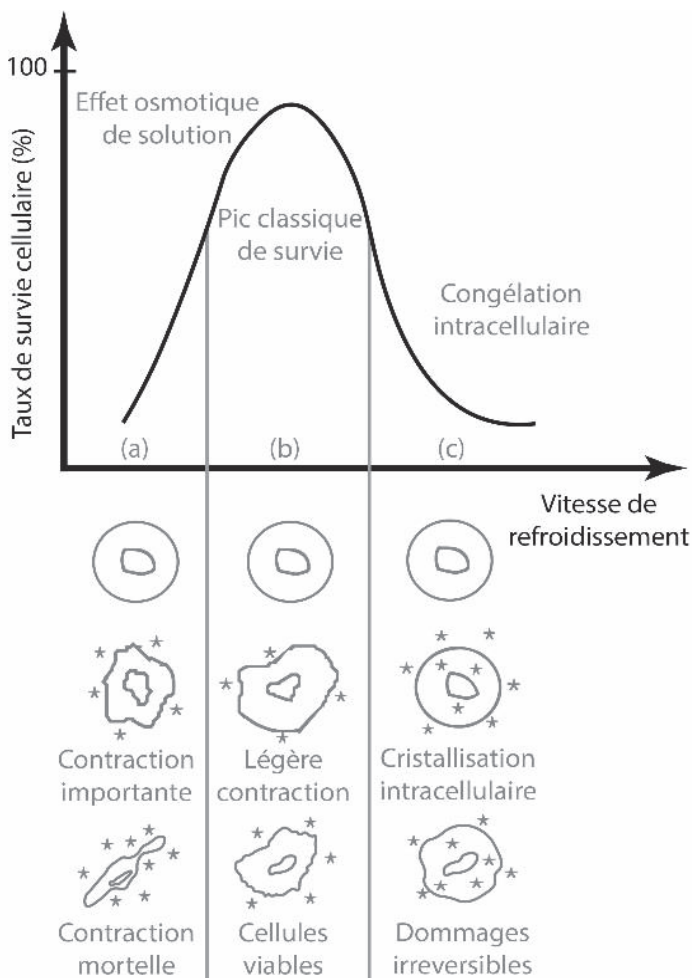 100
Taux de survie cellulaire (%)
Effet osmotique
de solution
Pic classique
de survie
Congélation
intracellulaire
(a)
(b)
(c)
Vitesse de
refroidissement
Contraction
importante
Légère
contraction
Cristallisation
intracellulaire
Contraction
mortelle
Cellules
viables
Dommages
irreversibles